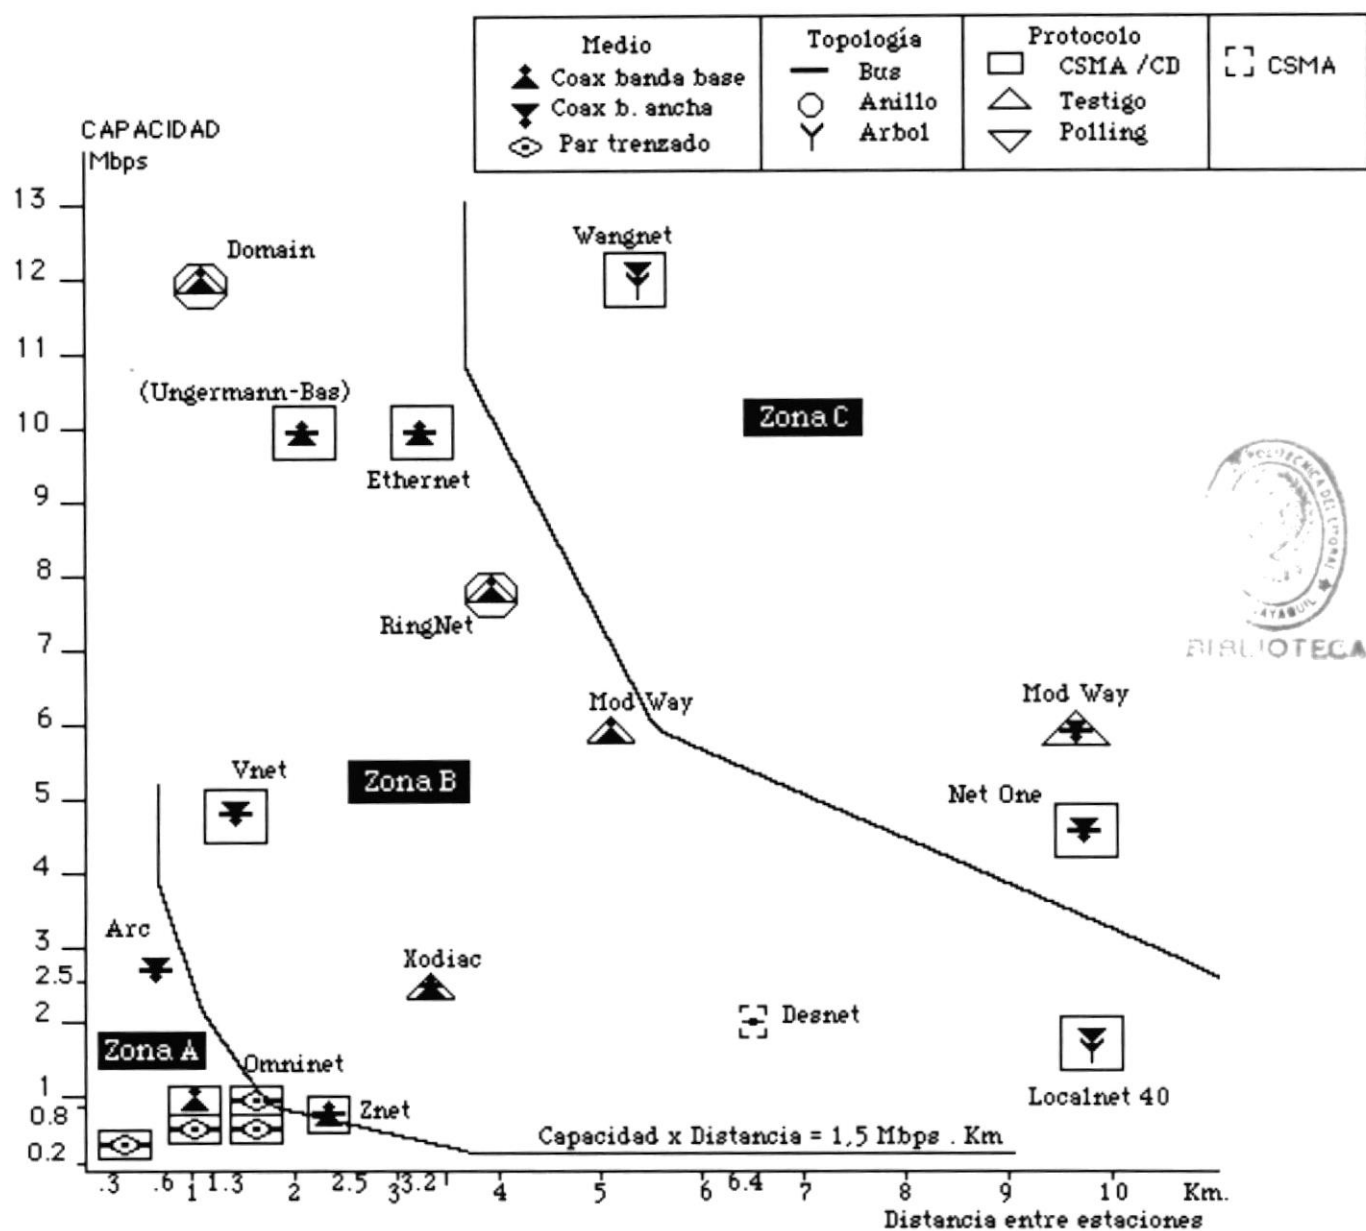 Medio
Coax banda base
Coax b. ancha
Par trenzado
Topología
Bus
Anillo
Arbol
Protocolo
CSMA /CD
Testigo
Polling
CSMA
CAPACIDAD
Mbps
13
12
11
10
9
8
7
6
5
4
3
2.5
2
1
0.8
0.2
Domain
Wangnet
(Ungermann-Bas)
Zona C
Ethernet
RingNet
BIBLIOTECA
Mod Way
Mod Way
Vnet
Zona B
Net One
Arc
Xodiac
Desnet
Zona A
Omninet
Znet
Localnet 40
Capacidad x Distancia = 1,5 Mbps . Km
.3 .6 1 1.3 2 2.5 3 3.2 4 5 6 6.4 7 8 9 10 Km.
Distancia entre estaciones